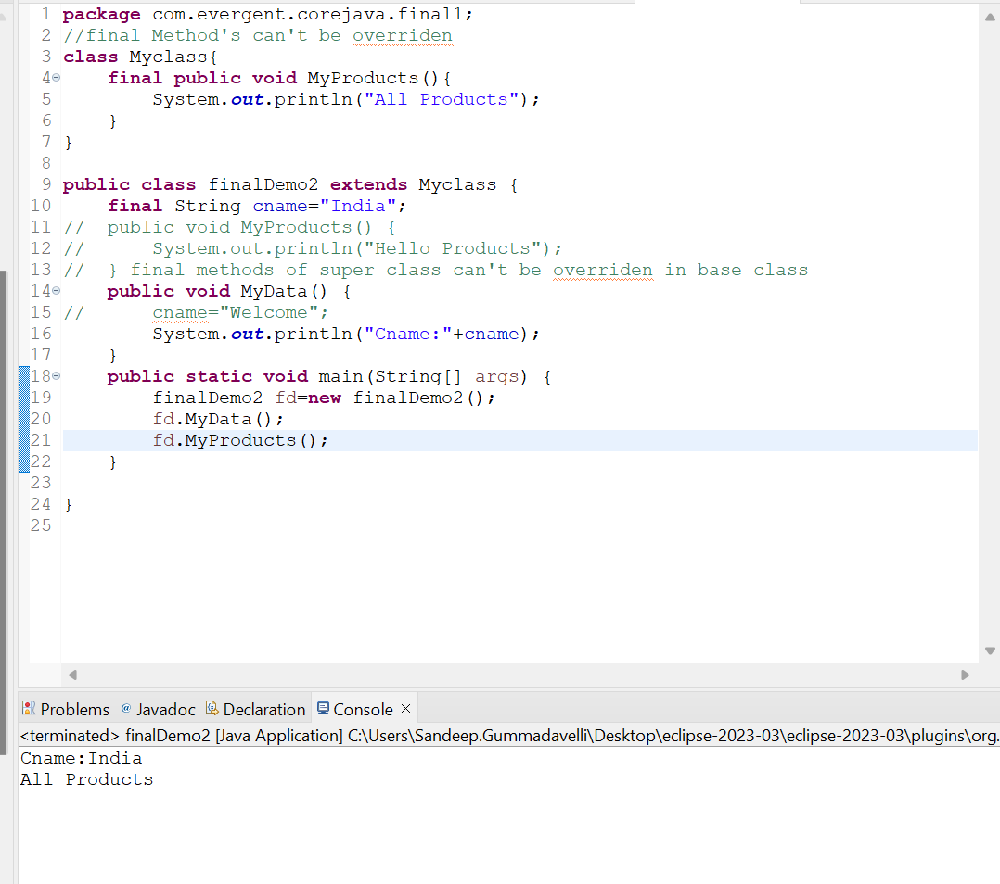 1 package com.evergent.corejava.final1;
2 //final Method's can't be overriden
3 class Myclass{
4 final public void MyProducts(){
5 System.out.println("All Products");
6 }
7 }
8
9 public class finalDemo2 extends Myclass {
10 final String cname="India";
11 // public void MyProducts() {
12 // System.out.println("Hello Products");
13 // } final methods of super class can't be overriden in base class
14 public void MyData() {
15 // cname="Welcome";
16 System.out.println("Cname:"+cname);
17 }
18 public static void main(String[] args) {
19 finalDemo2 fd=new finalDemo2();
20 fd.MyData();
21 fd.MyProducts();
22 }
23
24 }
25
Problems @ Javadoc Declaration Console ×
<terminated> finalDemo2 [Java Application] C:\Users\Sandeep.Gummadavelli\Desktop\eclipse-2023-03\eclipse-2023-03\plugins\org.
Cname:India
All Products